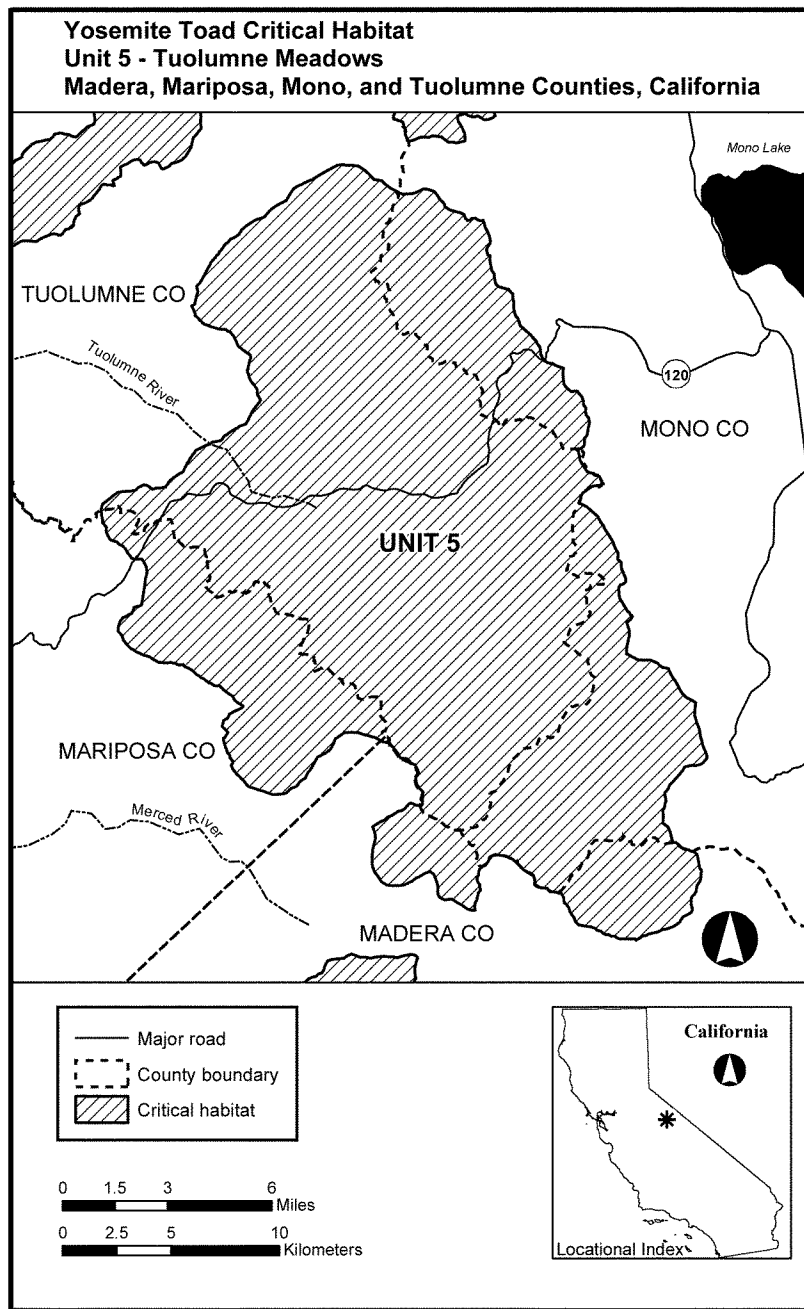 Yosemite Toad Critical Habitat
Unit 5 - Tuolumne Meadows
Madera, Mariposa, Mono, and Tuolumne Counties, California
Mono Lake
TUOLUMNE CO
Tuolumne River
120
MONO CO
UNIT 5
MARIPOSA CO
Merced River
MADERA CO
Major road
County boundary
Critical habitat
0 1.5 3 6
Miles
0 2.5 5 10
Kilometers
California
Locational Index